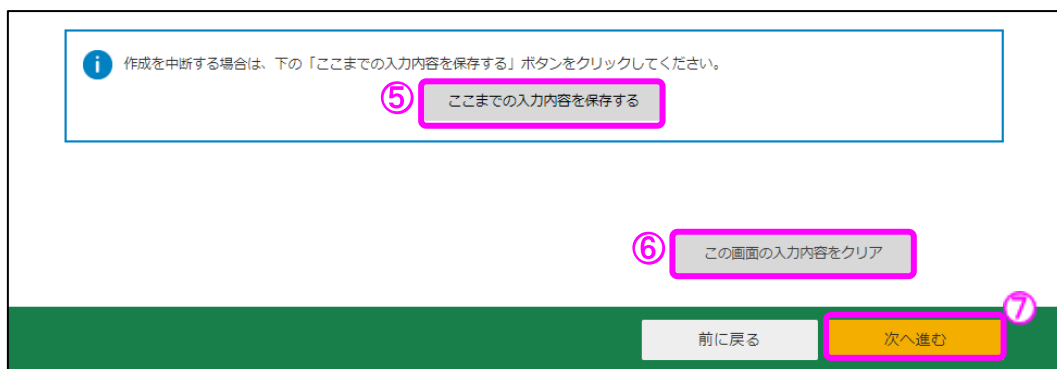 i 作成を中断する場合は、下の「ここまでの入力内容を保存する」ボタンをクリックしてください。
⑤ ここまでの入力内容を保存する
⑥ この画面の入力内容をクリア
⑦
前に戻る 次へ進む